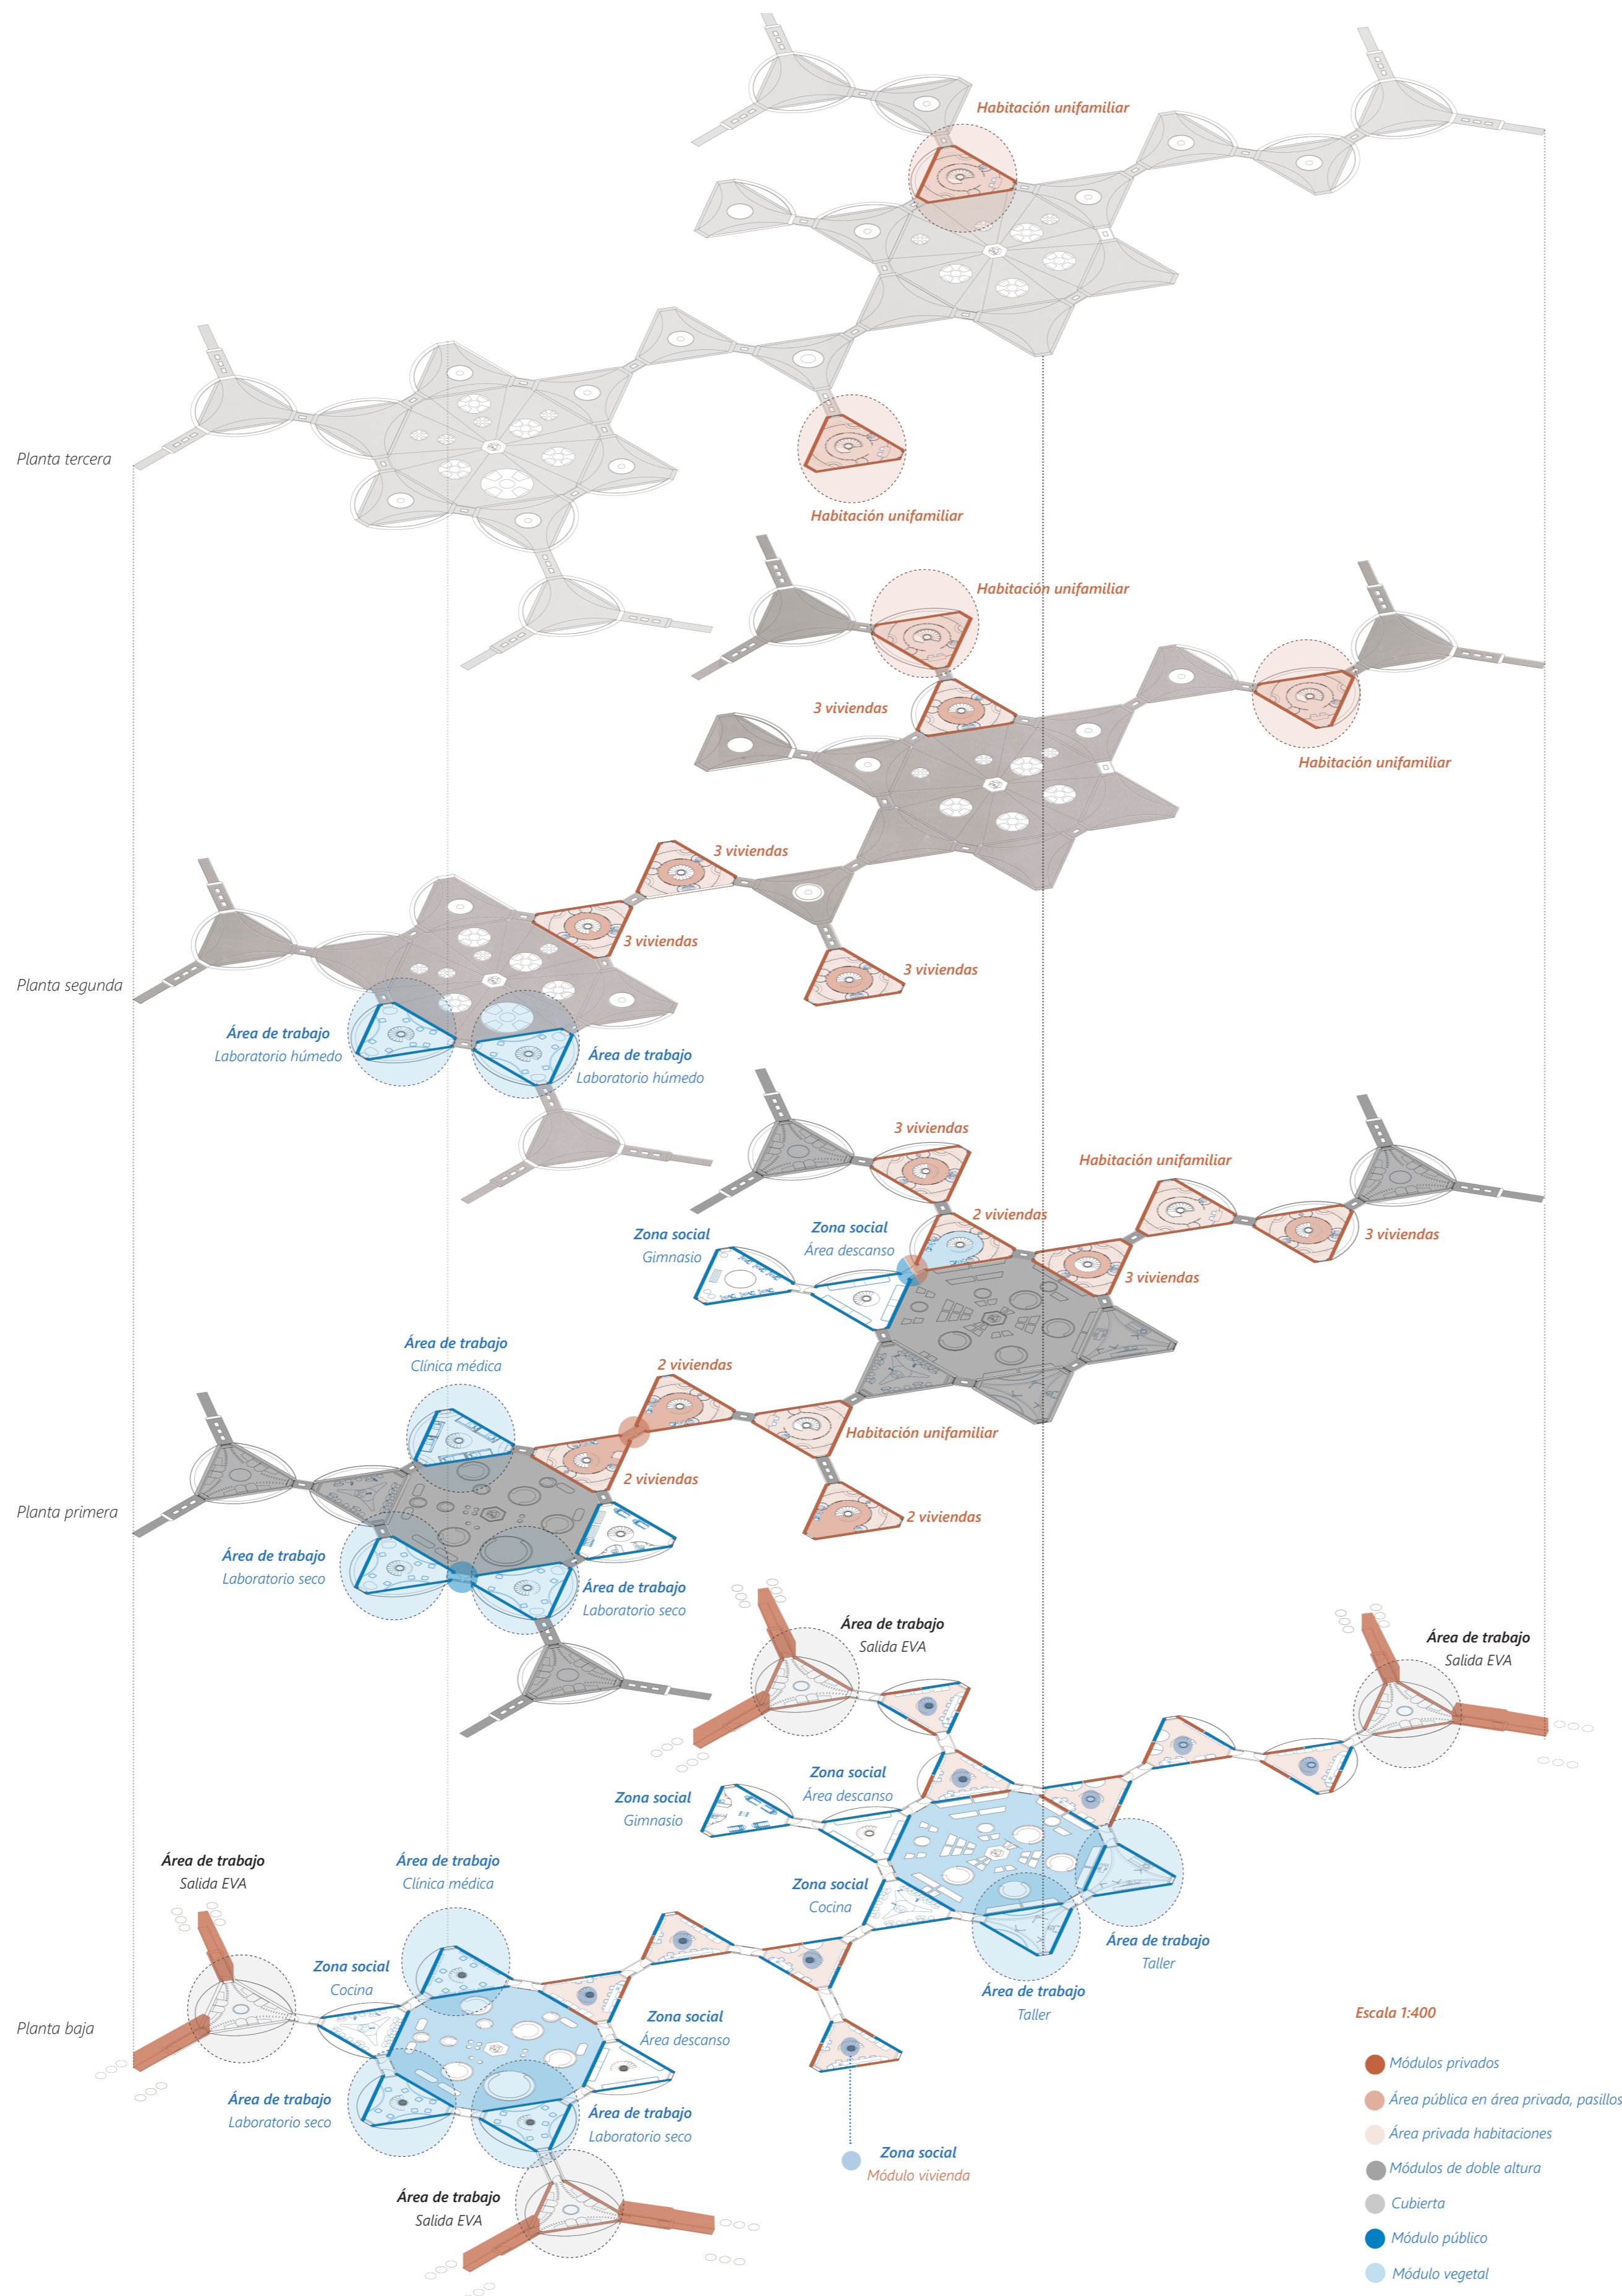 Habitación unifamiliar
Planta tercera
Habitación unifamiliar
Habitación unifamiliar
3 viviendas
Habitación unifamiliar
3 viviendas
3 viviendas
3 viviendas
Planta segunda
Área de trabajo
Laboratorio húmedo
Área de trabajo
Laboratorio húmedo
3 viviendas
Habitación unifamiliar
2 viviendas
Zona social
Gimnasio
Zona social
Área descanso
3 viviendas
3 viviendas
Área de trabajo
Clínica médica
2 viviendas
Habitación unifamiliar
2 viviendas
2 viviendas
Planta primera
Área de trabajo
Laboratorio seco
Área de trabajo
Laboratorio seco
Área de trabajo
Salida EVA
Área de trabajo
Salida EVA
Zona social
Área descanso
Zona social
Gimnasio
Área de trabajo
Salida EVA
Área de trabajo
Clínica médica
Zona social
Cocina
Área de trabajo
Taller
Zona social
Cocina
Área de trabajo
Taller
Zona social
Área descanso
Planta baja
Área de trabajo
Laboratorio seco
Área de trabajo
Laboratorio seco
Zona social
Módulo vivienda
Área de trabajo
Salida EVA
Escala 1:400
Módulos privados
Área pública en área privada, pasillos
Área privada habitaciones
Módulos de doble altura
Cubierta
Módulo público
Módulo vegetal